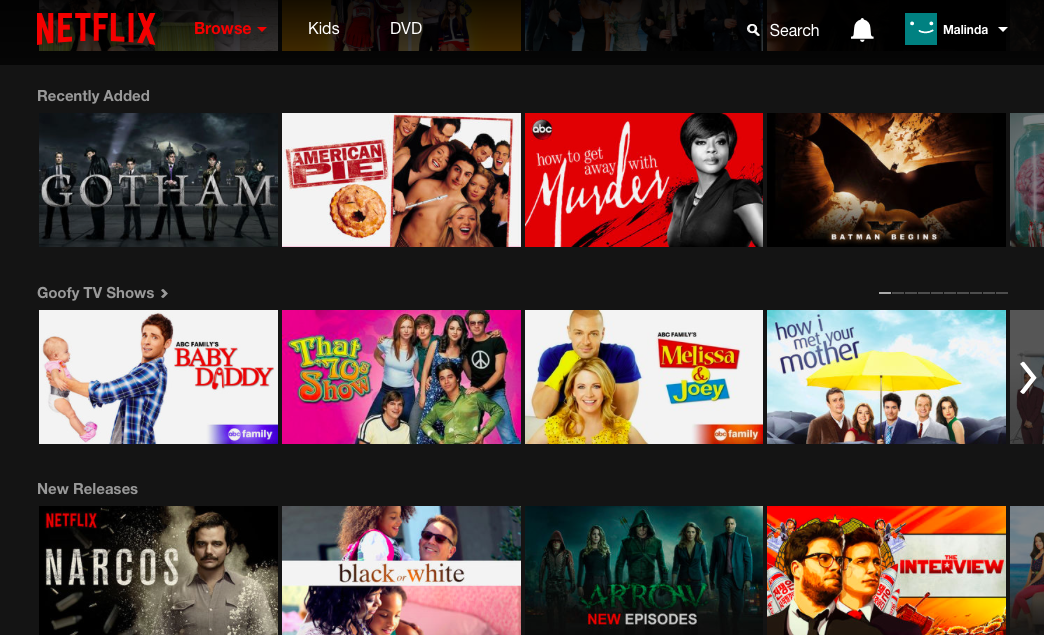 NETFLIX
Browse
Kids
DVD
Search
Malinda
Recently Added
GOTHAM
AMERICAN
PIE
abc
how to get
away with
Murder
BATMAN BEGINS
Goofy TV Shows
ABC FAMILY'S
BABY
DADDY
abc family
That
'70s
Show
ABC FAMILY'S
Melissa
&
Joey
abc family
how i
met your
mother
New Releases
NETFLIX
NARCOS
black or white
ARROW
NEW EPISODES
THE
INTERVIEW